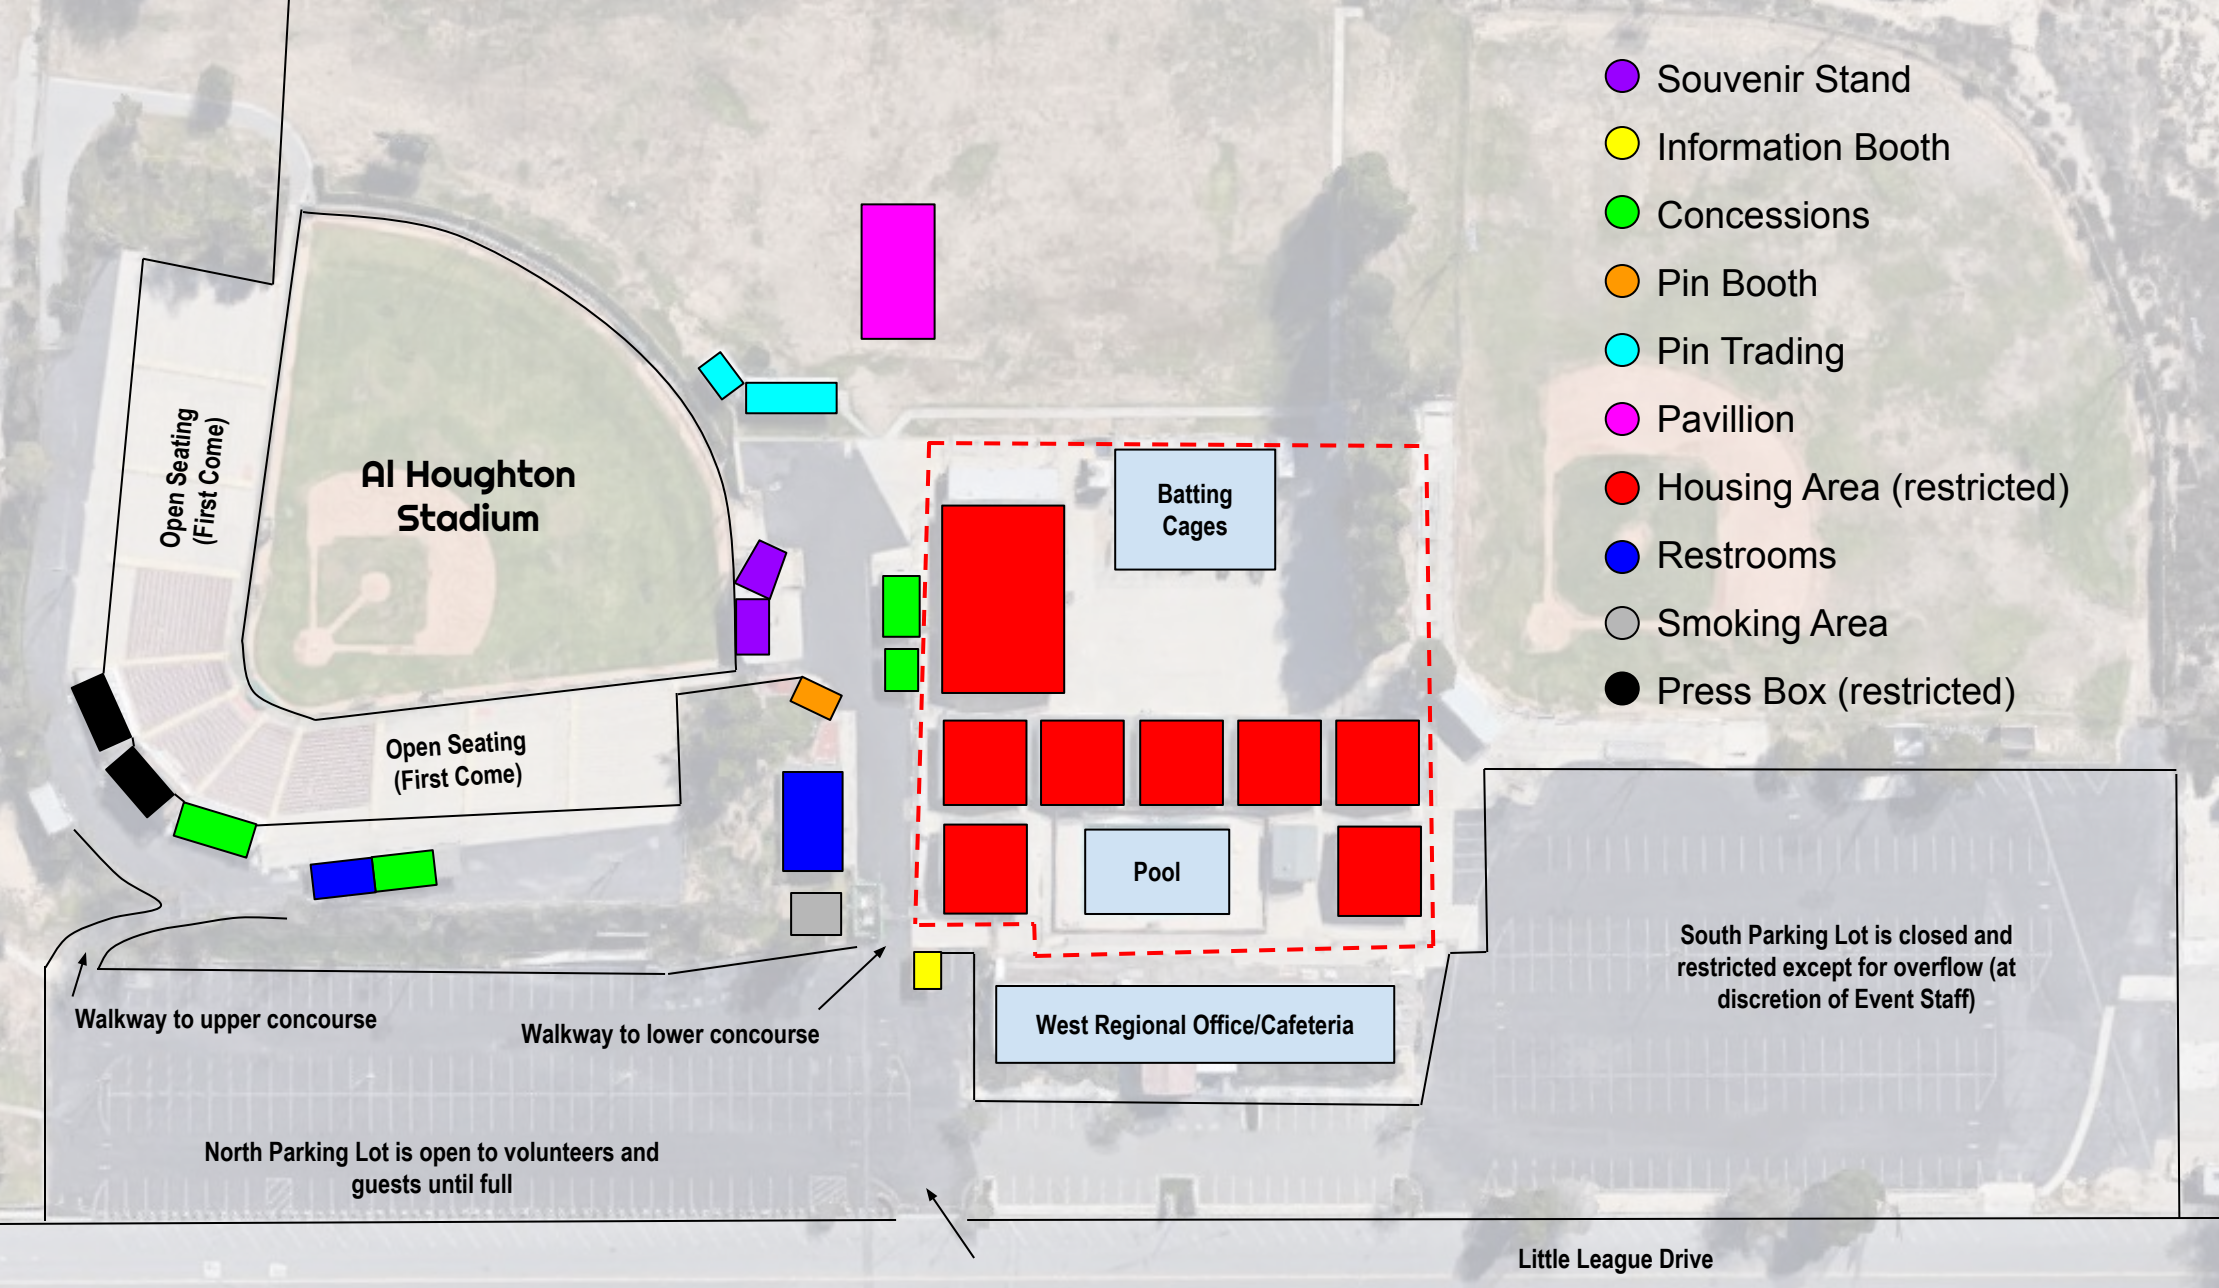 Souvenir Stand
Information Booth
Concessions
Pin Booth
Pin Trading
Pavillion
Housing Area (restricted)
Restrooms
Smoking Area
Press Box (restricted)
Open Seating
(First Come)
Al Houghton
Stadium
Batting
Cages
Open Seating
(First Come)
Pool
South Parking Lot is closed and
restricted except for overflow (at
discretion of Event Staff)
Walkway to upper concourse
Walkway to lower concourse
West Regional Office/Cafeteria
North Parking Lot is open to volunteers and
guests until full
Little League Drive